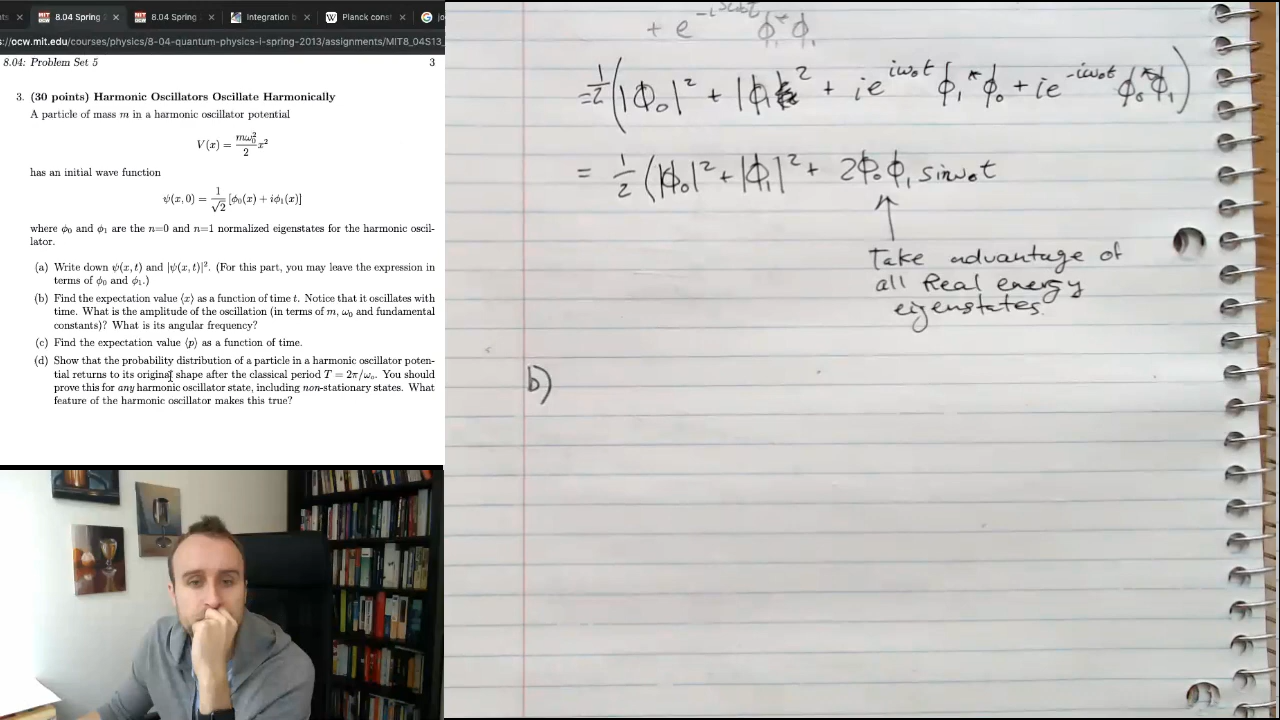 8.04 Spring 2
8.04 Spring
Integration b
Planck cons
://ocw.mit.edu/courses/physics/8-04-quantum-physics-i-spring-2013/assignments/MIT8_04S13_
8.04: Problem Set 5
3
3. (30 points) Harmonic Oscillators Oscillate Harmonically
A particle of mass m in a harmonic oscillator potential
V(x) = mω₀²/2 x²
has an initial wave function
ψ(x, 0) = 1/√2 [ϕ₀(x) + iϕ₁(x)]
where ϕ₀ and ϕ₁ are the n=0 and n=1 normalized eigenstates for the harmonic oscil-
lator.
(a) Write down ψ(x, t) and |ψ(x, t)|². (For this part, you may leave the expression in
terms of ϕ₀ and ϕ₁.)
(b) Find the expectation value ⟨x⟩ as a function of time t. Notice that it oscillates with
time. What is the amplitude of the oscillation (in terms of m, ω₀ and fundamental
constants)? What is its angular frequency?
(c) Find the expectation value ⟨p⟩ as a function of time.
(d) Show that the probability distribution of a particle in a harmonic oscillator poten-
tial returns to its original shape after the classical period T = 2π/ωₒ. You should
prove this for any harmonic oscillator state, including non-stationary states. What
feature of the harmonic oscillator makes this true?
= 1/2 (|ϕ₀|² + |ϕ₁|² + i e^{iω₀t} ϕ₁* ϕ₀ + i e^{-iω₀t} ϕ₀* ϕ₁)
= 1/2 (|ϕ₀|² + |ϕ₁|² + 2ϕ₀ϕ₁ sinω₀t
Take advantage of
all Real energy
eigenstates.
b)